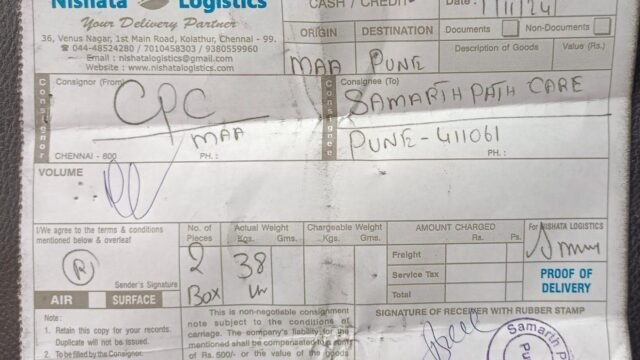 Nishata Logistics
Your Delivery Partner
36, Venus Nagar, 1st Main Road, Kolathur, Chennai - 99.
044-48524280 / 7010458303 / 9380559960
Email : nishatalogistics@gmail.com
Website : www.nishatalogistics.com
CASH / CREDIT
1/11/24
ORIGIN DESTINATION Documents Non-Documents
MAA PUNE
Description of Goods Value (Rs.)
Consignor
Consignor (From)
CPC
MAA
CHENNAI - 600 PH. :
Consignee
Consignee (To)
SAMARTH PATH CARE
PUNE-411061
PH. :
VOLUME
I/We agree to the terms & conditions mentioned below & overleaf
R
Sender's Signature
AIR SURFACE
No. of Pieces
2
Box
Actual Weight
Kgs. Gms.
38
Chargeable Weight
Kgs. Gms.
AMOUNT CHARGED
Rs. Ps.
Freight
Service Tax
Total
For NISHATA LOGISTICS
PROOF OF DELIVERY
Note :
1. Retain this copy for your records.
Duplicate will not be issued.
2. To be filled by the Consignor.
This is non-negotiable consignment
note subject to the conditions of
carriage. The company's liability for the
mentioned shall be compensated by
of Rs. 500/- or the value of the goods
SIGNATURE OF RECEIVER WITH RUBBER STAMP
Samarth P